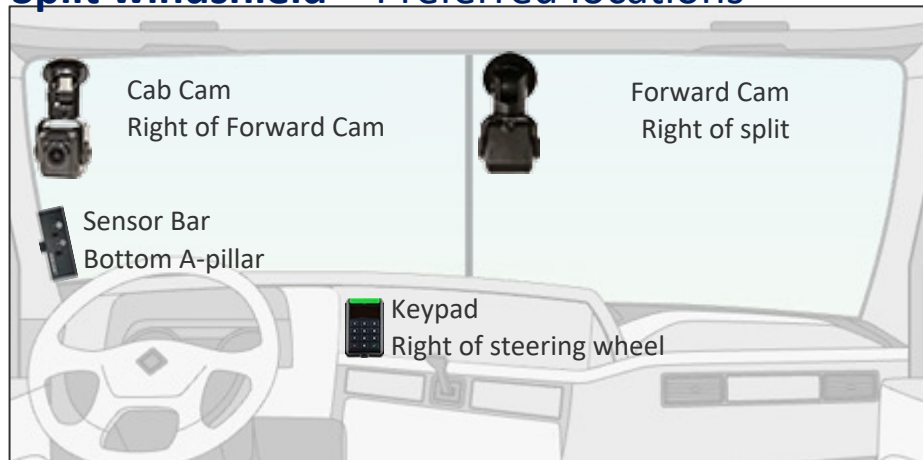 Split windshield – Preferred locations
Cab Cam
Right of Forward Cam
Forward Cam
Right of split
Sensor Bar
Bottom A-pillar
Keypad
Right of steering wheel